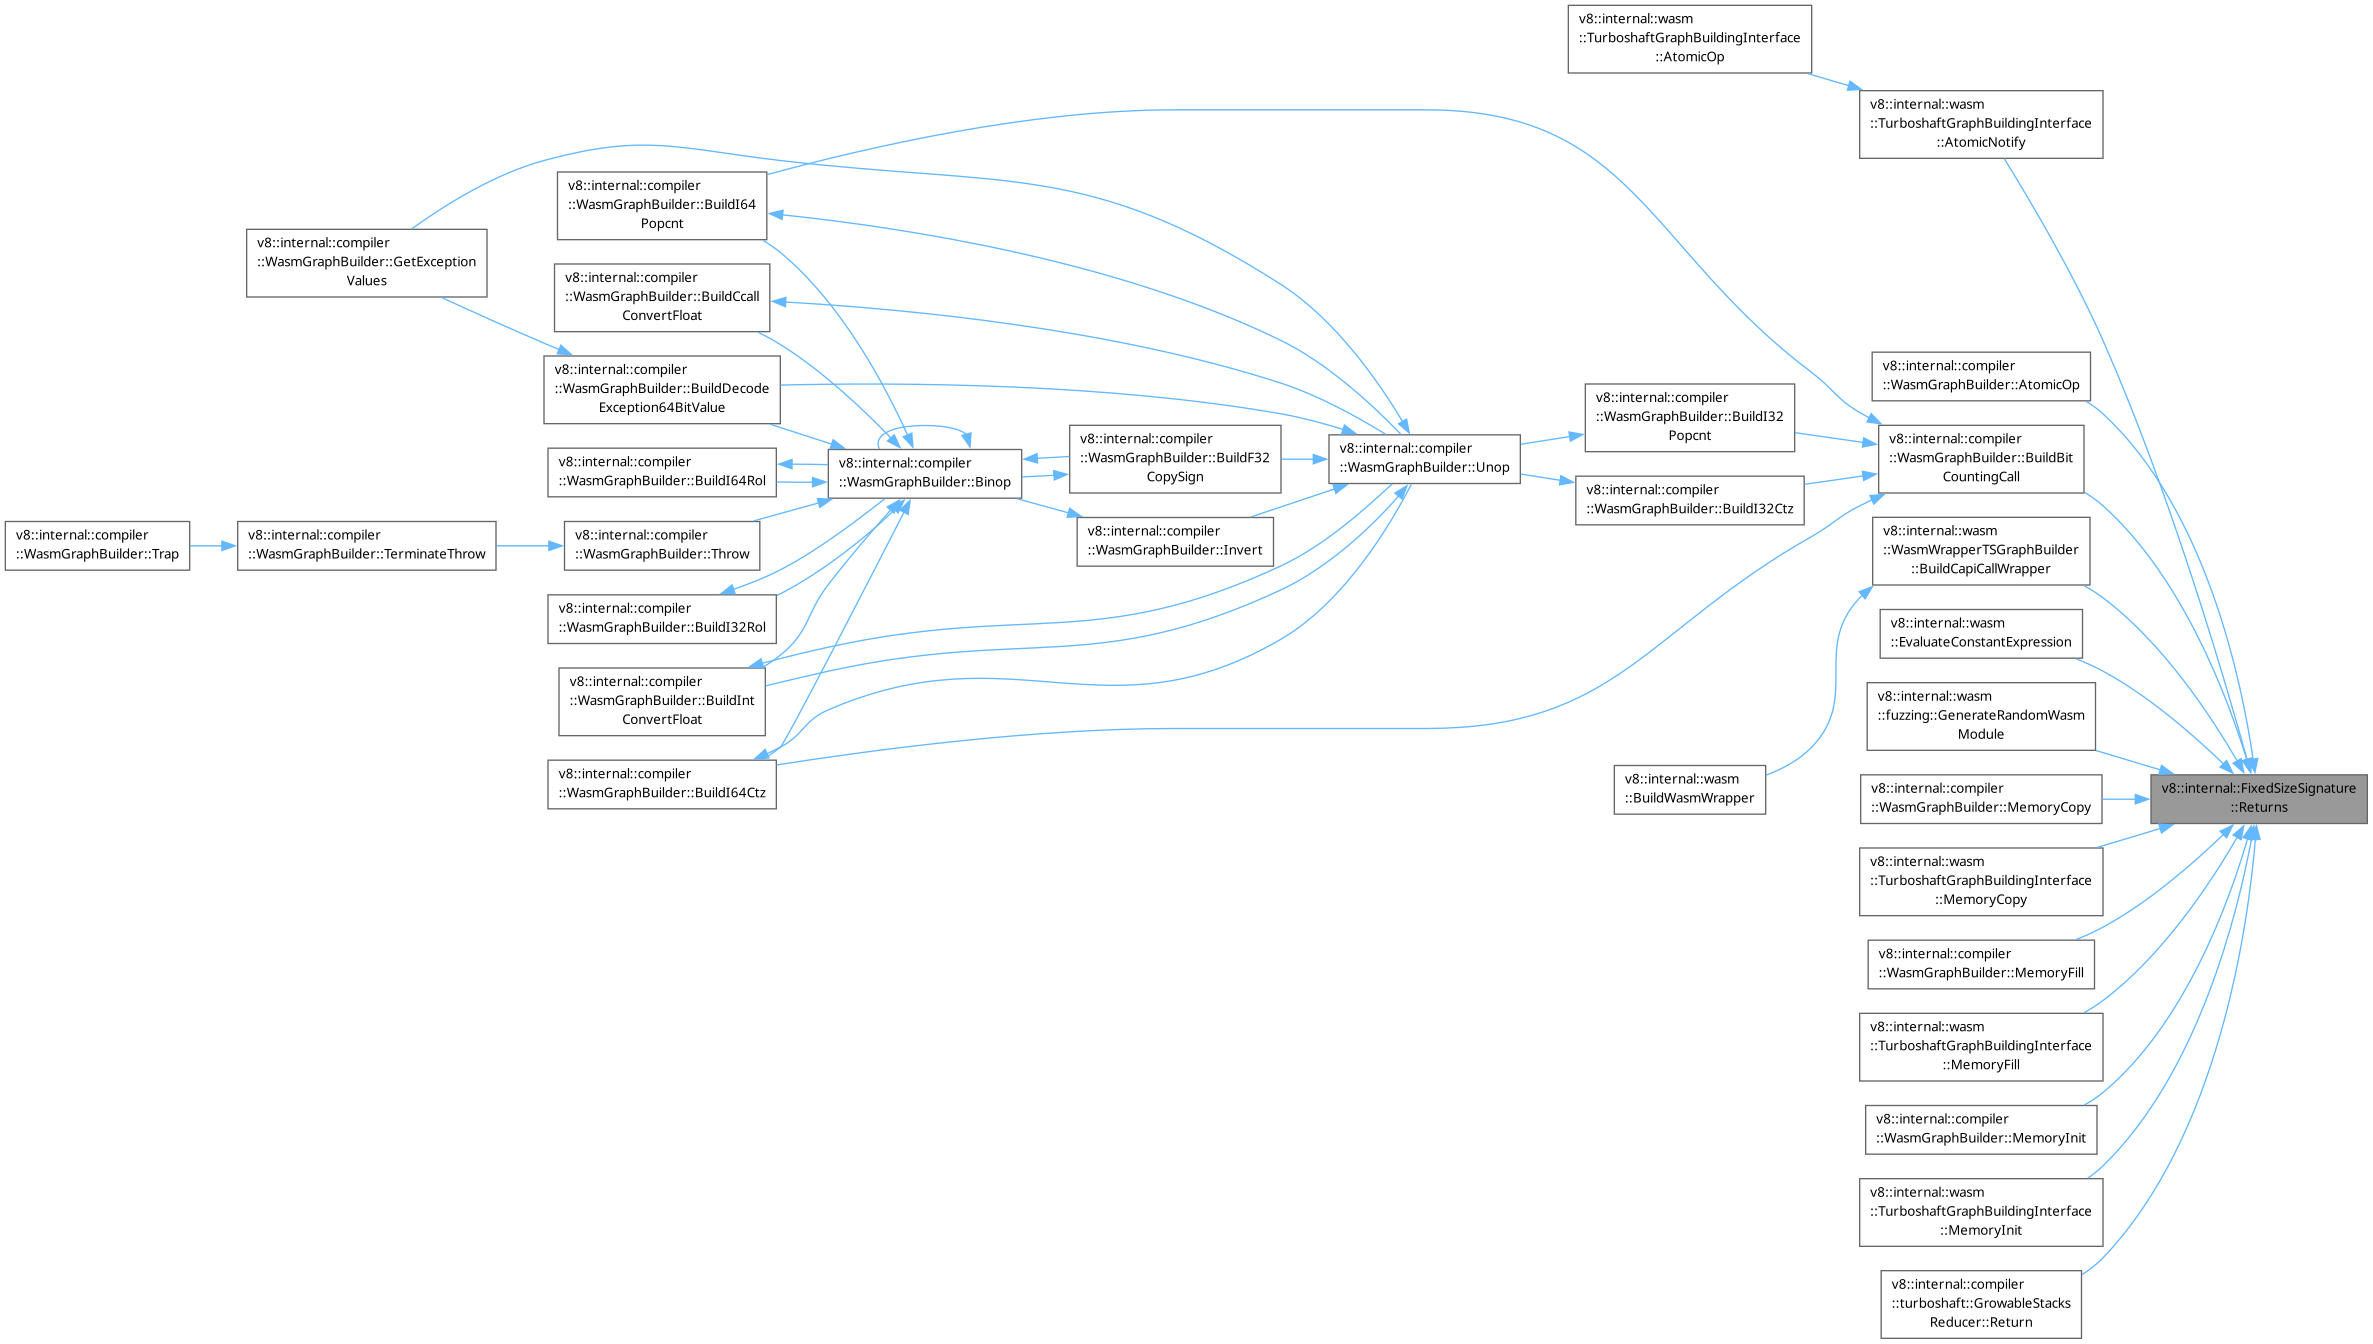 v8::internal::wasm
::TurboshaftGraphBuildingInterface
::AtomicOp
v8::internal::wasm
::TurboshaftGraphBuildingInterface
::AtomicNotify
v8::internal::compiler
::WasmGraphBuilder::BuildI64
Popcnt
v8::internal::compiler
::WasmGraphBuilder::GetException
Values
v8::internal::compiler
::WasmGraphBuilder::BuildCcall
ConvertFloat
v8::internal::compiler
::WasmGraphBuilder::BuildDecode
Exception64BitValue
v8::internal::compiler
::WasmGraphBuilder::AtomicOp
v8::internal::compiler
::WasmGraphBuilder::BuildI32
Popcnt
v8::internal::compiler
::WasmGraphBuilder::BuildBit
CountingCall
v8::internal::compiler
::WasmGraphBuilder::BuildF32
CopySign
v8::internal::compiler
::WasmGraphBuilder::Unop
v8::internal::compiler
::WasmGraphBuilder::BuildI64Rol
v8::internal::compiler
::WasmGraphBuilder::Binop
v8::internal::compiler
::WasmGraphBuilder::BuildI32Ctz
v8::internal::compiler
::WasmGraphBuilder::Trap
v8::internal::compiler
::WasmGraphBuilder::TerminateThrow
v8::internal::compiler
::WasmGraphBuilder::Throw
v8::internal::compiler
::WasmGraphBuilder::Invert
v8::internal::wasm
::WasmWrapperTSGraphBuilder
::BuildCapiCallWrapper
v8::internal::compiler
::WasmGraphBuilder::BuildI32Rol
v8::internal::wasm
::EvaluateConstantExpression
v8::internal::compiler
::WasmGraphBuilder::BuildInt
ConvertFloat
v8::internal::wasm
::fuzzing::GenerateRandomWasm
Module
v8::internal::compiler
::WasmGraphBuilder::BuildI64Ctz
v8::internal::wasm
::BuildWasmWrapper
v8::internal::compiler
::WasmGraphBuilder::MemoryCopy
v8::internal::FixedSizeSignature
::Returns
v8::internal::wasm
::TurboshaftGraphBuildingInterface
::MemoryCopy
v8::internal::compiler
::WasmGraphBuilder::MemoryFill
v8::internal::wasm
::TurboshaftGraphBuildingInterface
::MemoryFill
v8::internal::compiler
::WasmGraphBuilder::MemoryInit
v8::internal::wasm
::TurboshaftGraphBuildingInterface
::MemoryInit
v8::internal::compiler
::turboshaft::GrowableStacks
Reducer::Return